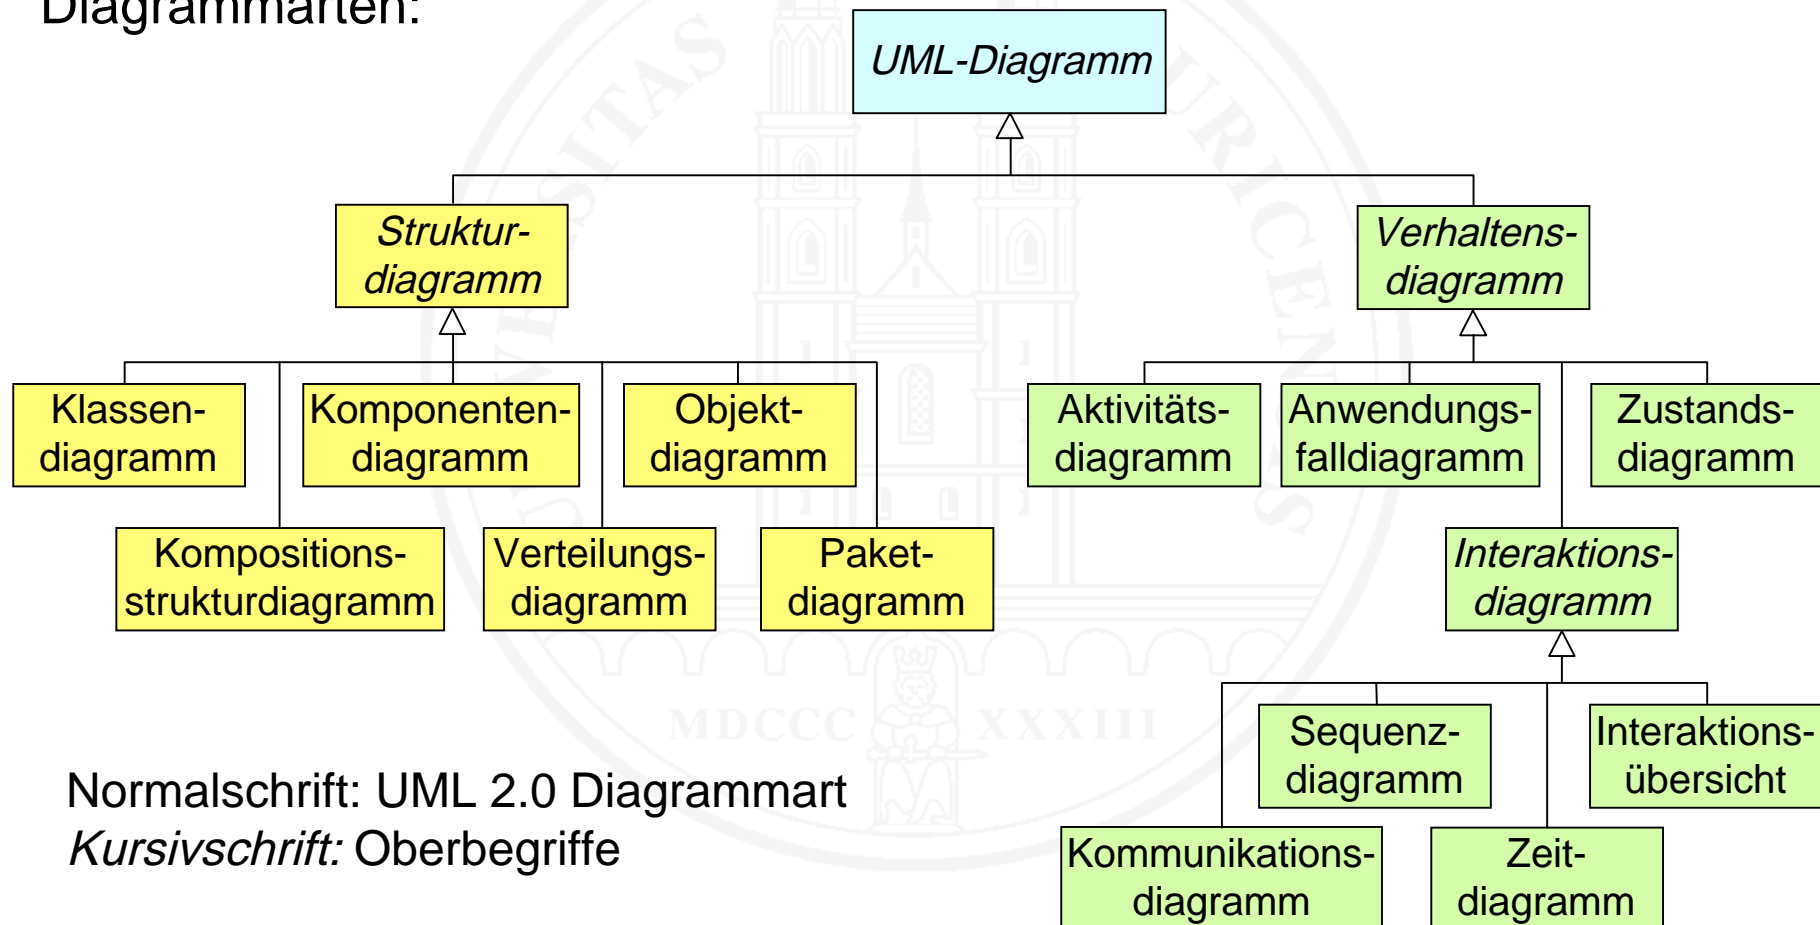 Diagrammarten:
UML-Diagramm
Struktur-
diagramm
Verhaltens-
diagramm
Klassen-
diagramm
Komponenten-
diagramm
Objekt-
diagramm
Aktivitäts-
diagramm
Anwendungs-
falldiagramm
Zustands-
diagramm
Kompositions-
strukturdiagramm
Verteilungs-
diagramm
Paket-
diagramm
Interaktions-
diagramm
Sequenz-
diagramm
Interaktions-
übersicht
Kommunikations-
diagramm
Zeit-
diagramm
Normalschrift: UML 2.0 Diagrammart
Kursivschrift: Oberbegriffe
MDCCC XXXIII